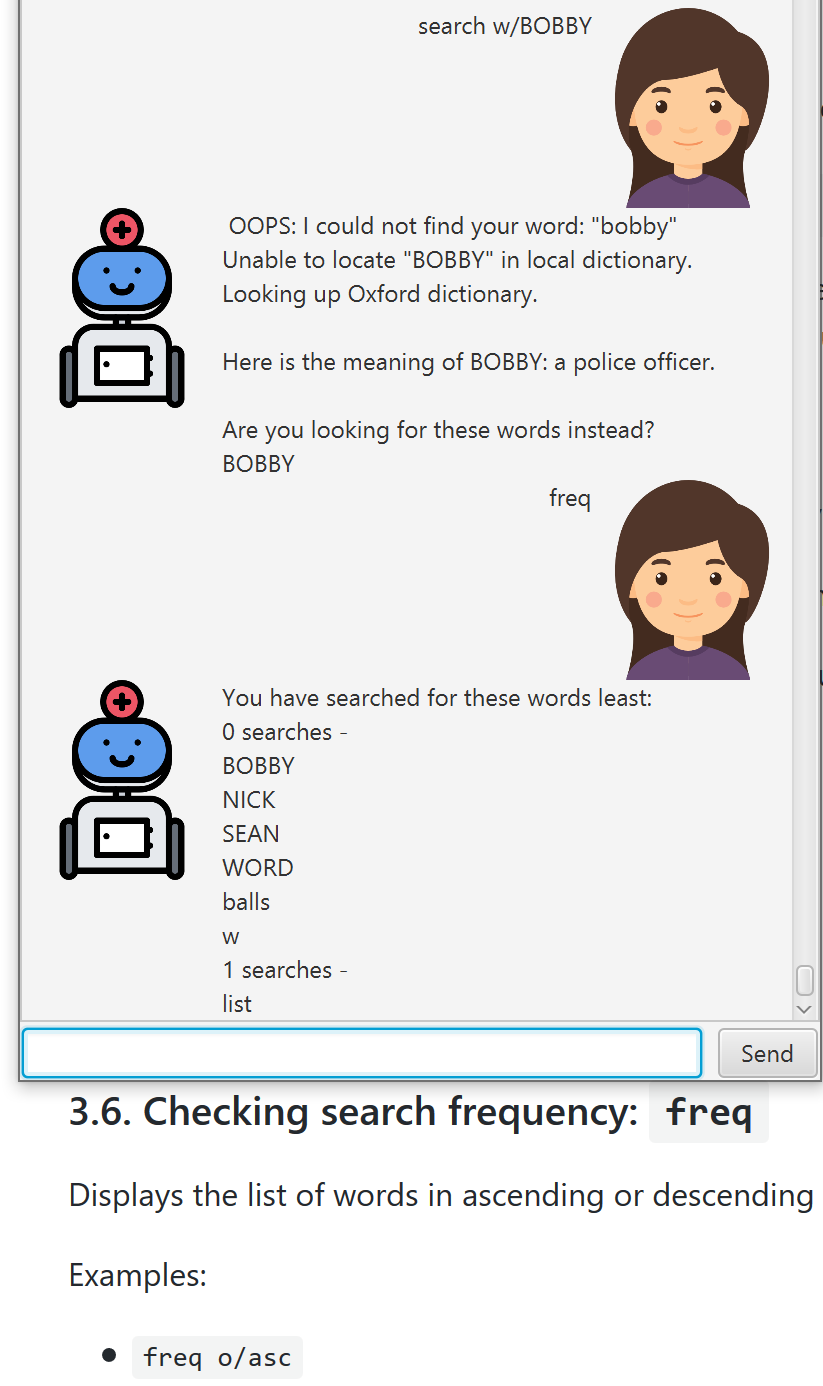 search w/BOBBY
OOPS: I could not find your word: "bobby"
Unable to locate "BOBBY" in local dictionary.
Looking up Oxford dictionary.
Here is the meaning of BOBBY: a police officer.
Are you looking for these words instead?
BOBBY
freq
You have searched for these words least:
0 searches -
BOBBY
NICK
SEAN
WORD
balls
w
1 searches -
list
Send
3.6. Checking search frequency: freq
Displays the list of words in ascending or descending
Examples:
• freq o/asc